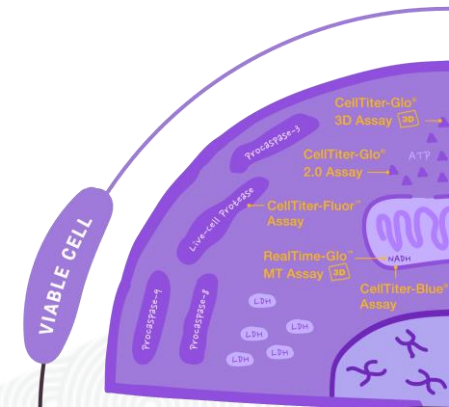 VIABLE CELL
CellTiter-Glo®
3D Assay 3D
Procaspase-3
ATP
CellTiter-Glo®
2.0 Assay
Live-Cell Protease
CellTiter-Fluor™
Assay
RealTime-Glo™
MT Assay 3D
NADH
CellTiter-Blue®
Assay
Procaspase-9
Procaspase-8
LDH
LDH
LDH
LDH
LDH